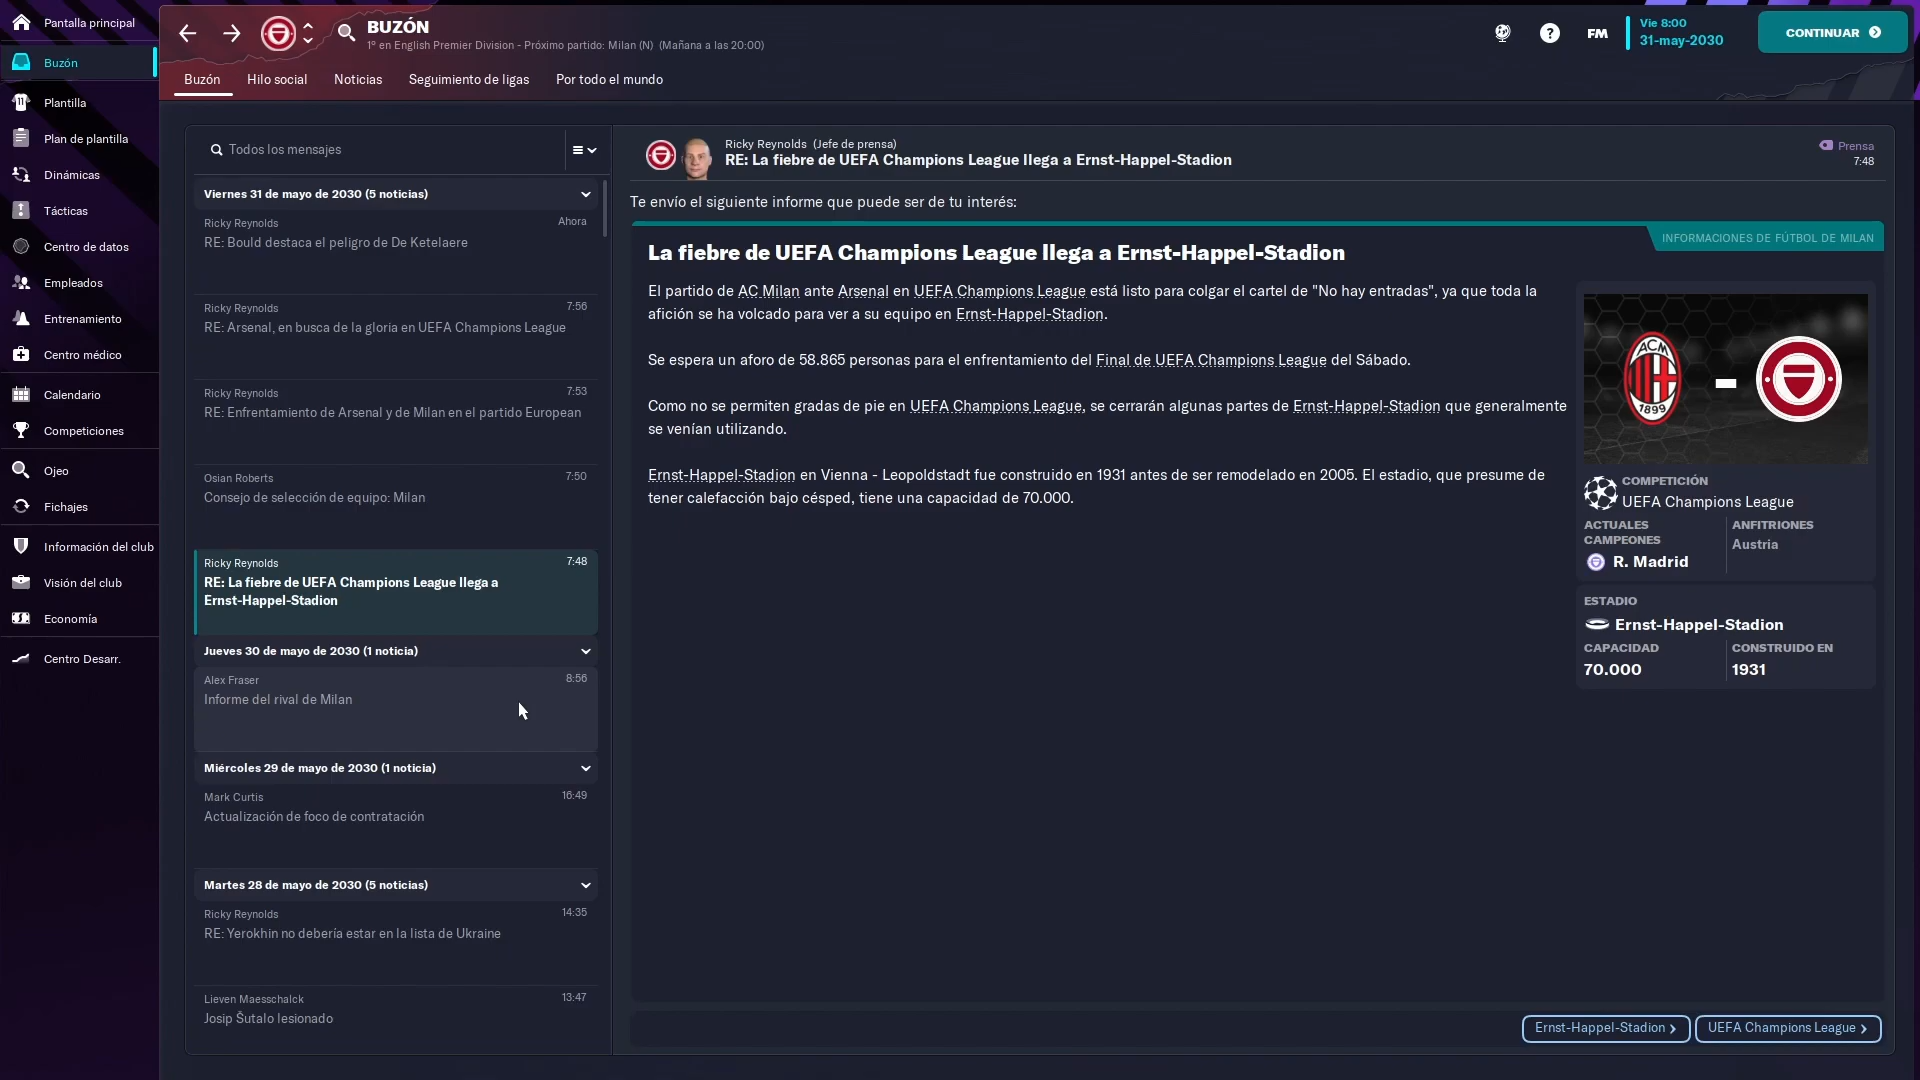 Pantalla principal
Buzón
Plantilla
Plan de plantilla
Dinámicas
Tácticas
Centro de datos
Empleados
Entrenamiento
Centro médico
Calendario
Competiciones
Ojeo
Fichajes
Información del club
Visión del club
Economía
Centro Desarr.
BUZÓN
1º en English Premier Division - Próximo partido: Milan (N) (Mañana a las 20:00)
FM
Vie 8:00
31-may-2030
CONTINUAR
Buzón
Hilo social
Noticias
Seguimiento de ligas
Por todo el mundo
Todos los mensajes
Viernes 31 de mayo de 2030 (5 noticias)
Ricky Reynolds
Ahora
RE: Bould destaca el peligro de De Ketelaere
Ricky Reynolds
7:56
RE: Arsenal, en busca de la gloria en UEFA Champions League
Ricky Reynolds
7:53
RE: Enfrentamiento de Arsenal y de Milan en el partido European
Osian Roberts
7:50
Consejo de selección de equipo: Milan
Ricky Reynolds
7:48
RE: La fiebre de UEFA Champions League llega a
Ernst-Happel-Stadion
Jueves 30 de mayo de 2030 (1 noticia)
Alex Fraser
8:56
Informe del rival de Milan
Miércoles 29 de mayo de 2030 (1 noticia)
Mark Curtis
16:49
Actualización de foco de contratación
Martes 28 de mayo de 2030 (5 noticias)
Ricky Reynolds
14:35
RE: Yerokhin no debería estar en la lista de Ukraine
Lieven Maesschalck
13:47
Josip Šutalo lesionado
Ricky Reynolds (Jefe de prensa)
RE: La fiebre de UEFA Champions League llega a Ernst-Happel-Stadion
Prensa
7:48
Te envío el siguiente informe que puede ser de tu interés:
INFORMACIONES DE FÚTBOL DE MILAN
La fiebre de UEFA Champions League llega a Ernst-Happel-Stadion
El partido de AC Milan ante Arsenal en UEFA Champions League está listo para colgar el cartel de "No hay entradas", ya que toda la
afición se ha volcado para ver a su equipo en Ernst-Happel-Stadion.
Se espera un aforo de 58.865 personas para el enfrentamiento del Final de UEFA Champions League del Sábado.
Como no se permiten gradas de pie en UEFA Champions League, se cerrarán algunas partes de Ernst-Happel-Stadion que generalmente
se venían utilizando.
Ernst-Happel-Stadion en Vienna - Leopoldstadt fue construido en 1931 antes de ser remodelado en 2005. El estadio, que presume de
tener calefacción bajo césped, tiene una capacidad de 70.000.
ACM
1899
COMPETICIÓN
UEFA Champions League
ACTUALES
CAMPEONES
R. Madrid
ANFITRIONES
Austria
ESTADIO
Ernst-Happel-Stadion
CAPACIDAD
70.000
CONSTRUIDO EN
1931
Ernst-Happel-Stadion
UEFA Champions League